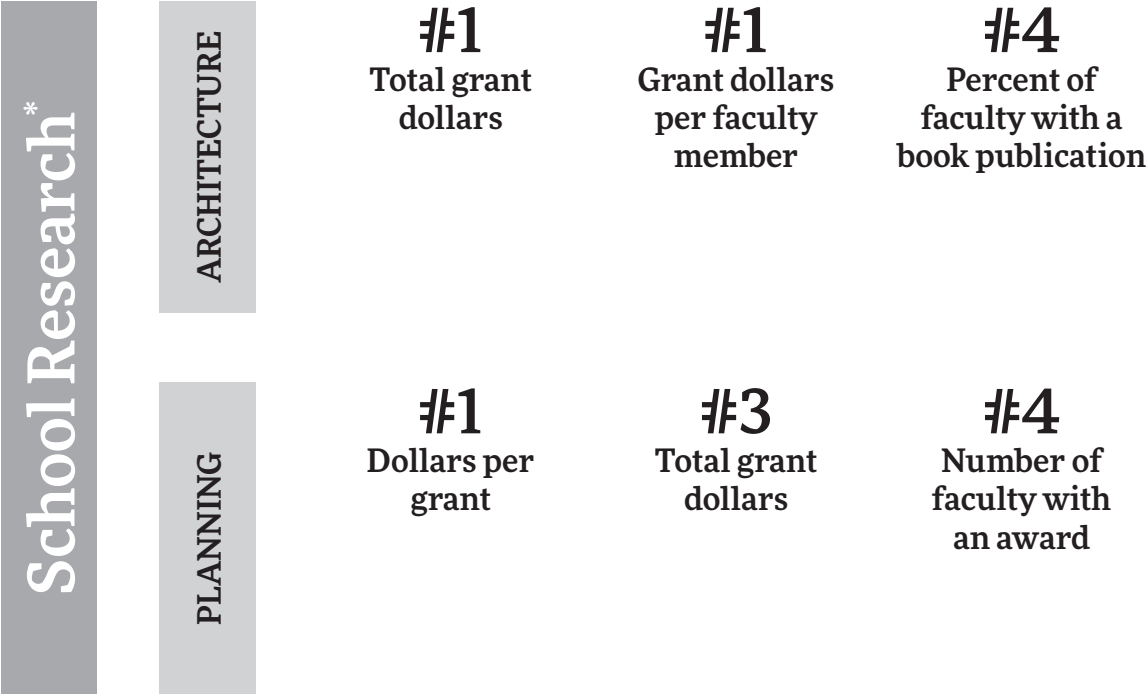 School Research*
ARCHITECTURE
#1
Total grant
dollars
#1
Grant dollars
per faculty
member
#4
Percent of
faculty with a
book publication
PLANNING
#1
Dollars per
grant
#3
Total grant
dollars
#4
Number of
faculty with
an award